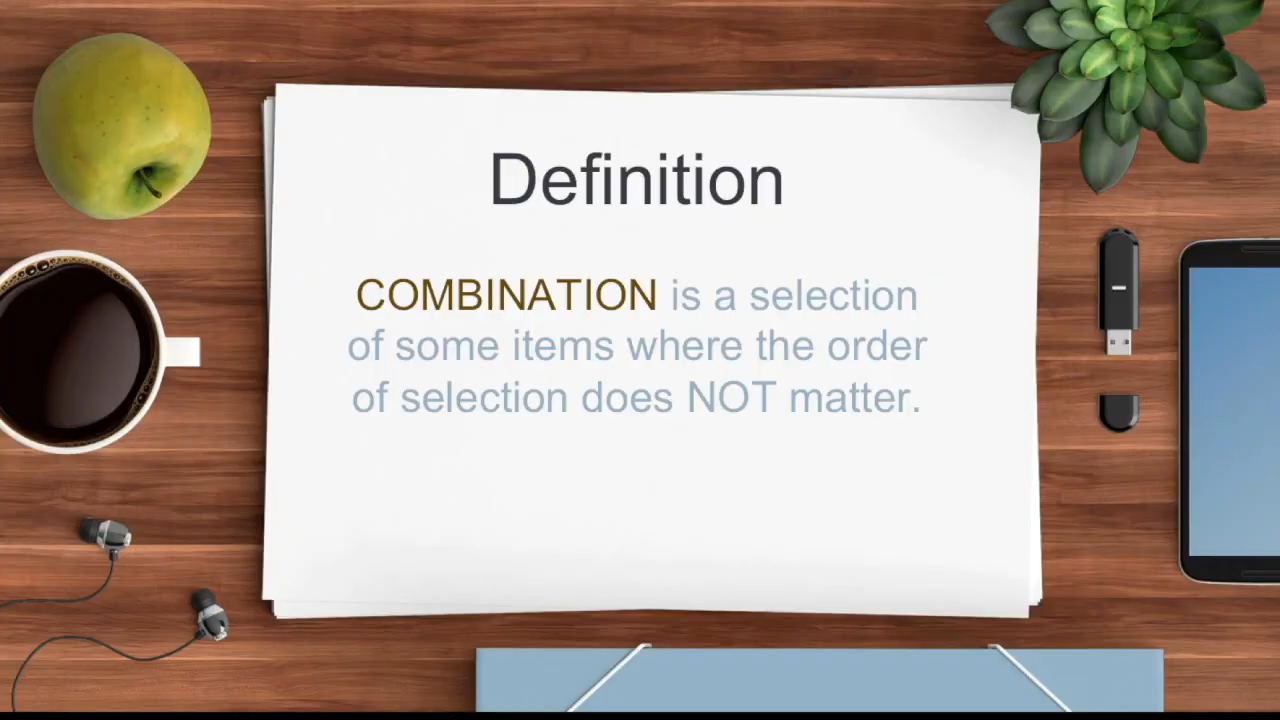 Definition
COMBINATION is a selection
of some items where the order
of selection does NOT matter.